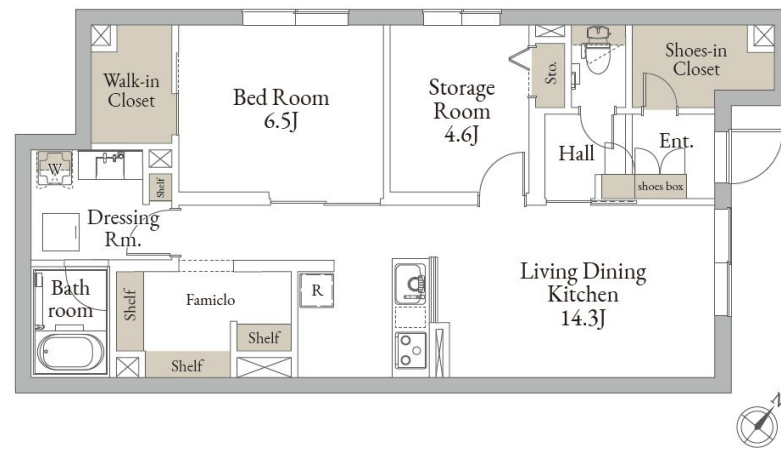 Walk-in
Closet
Bed Room
6.5J
Storage
Room
4.6J
Sto.
Shoes-in
Closet
Hall
Ent.
shoes box
W
Shelf
Dressing
Rm.
Bath
room
Shelf
Famiclo
Shelf
Shelf
R
Living Dining
Kitchen
14.3J
N